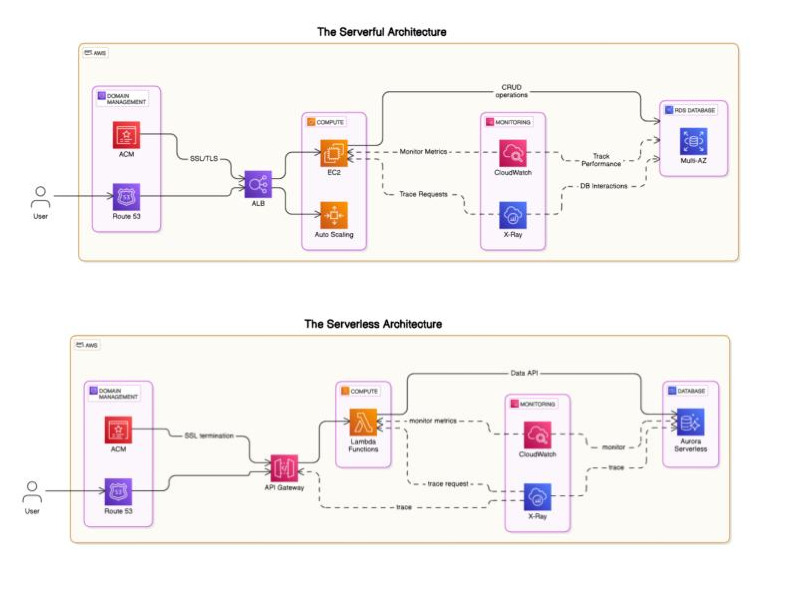 The Serverful Architecture
aws AWS
DOMAIN
MANAGEMENT
ACM
Route 53
User
SSL/TLS
ALB
COMPUTE
EC2
Auto Scaling
CRUD
operations
Monitor Metrics
Trace Requests
MONITORING
CloudWatch
X-Ray
Track
Performance
DB Interactions
RDS DATABASE
Multi-AZ
The Serverless Architecture
aws AWS
DOMAIN
MANAGEMENT
ACM
Route 53
User
SSL termination
API Gateway
COMPUTE
Lambda
Functions
Data API
monitor metrics
trace request
trace
MONITORING
CloudWatch
X-Ray
monitor
trace
DATABASE
Aurora
Serverless